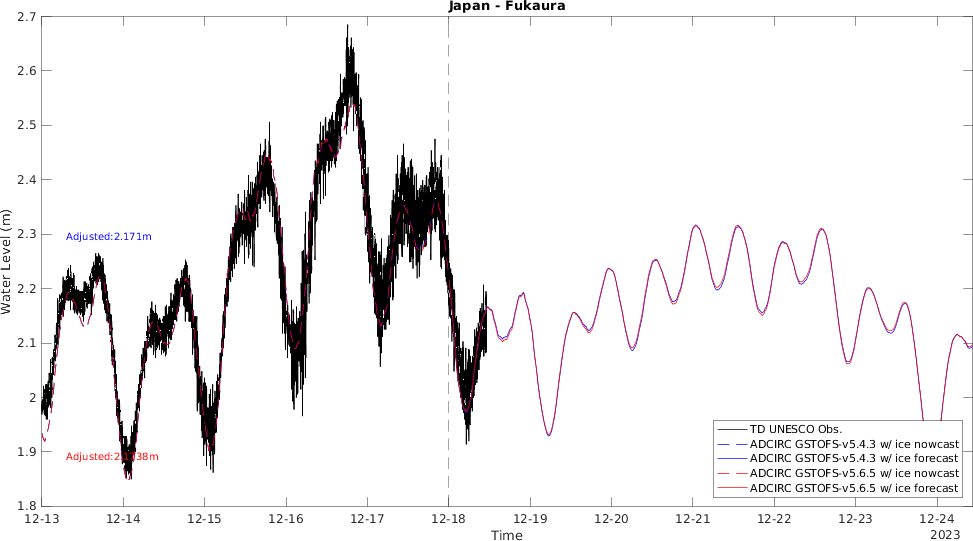 Japan - Fukaura
2.7
2.6
2.5
2.4
2.3
2.2
2.1
2
1.9
1.8
Water Level (m)
Adjusted:2.171m
12-13
12-14
12-15
12-16
12-17
12-18
12-19
12-20
12-21
12-22
12-23
12-24
2023
Time
TD UNESCO Obs.
ADCIRC GSTOFS-v5.4.3 w/ ice nowcast
ADCIRC GSTOFS-v5.4.3 w/ ice forecast
ADCIRC GSTOFS-v5.6.5 w/ ice nowcast
ADCIRC GSTOFS-v5.6.5 w/ ice forecast